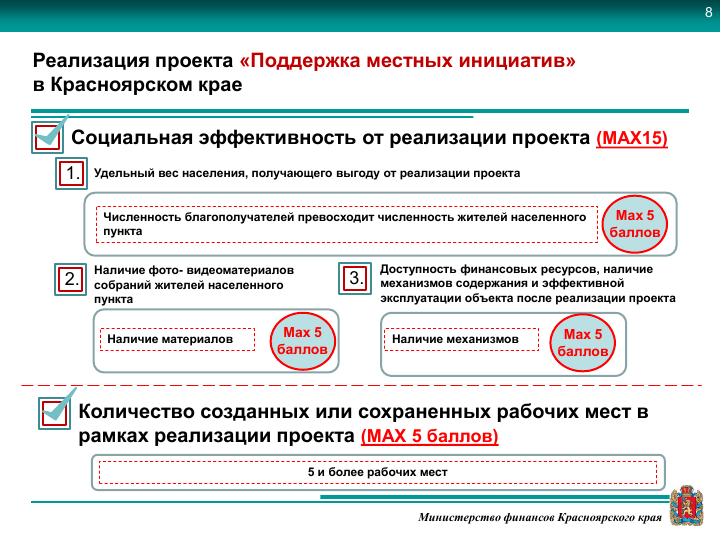 8
Реализация проекта «Поддержка местных инициатив»
в Красноярском крае
Социальная эффективность от реализации проекта (MAX15)
1.
Удельный вес населения, получающего выгоду от реализации проекта
Численность благополучателей превосходит численность жителей населенного
пункта
Мах 5
баллов
2.
Наличие фото- видеоматериалов
собраний жителей населенного
пункта
Наличие материалов
Мах 5
баллов
3.
Доступность финансовых ресурсов, наличие
механизмов содержания и эффективной
эксплуатации объекта после реализации проекта
Наличие механизмов
Мах 5
баллов
Количество созданных или сохраненных рабочих мест в
рамках реализации проекта (MAX 5 баллов)
5 и более рабочих мест
Министерство финансов Красноярского края